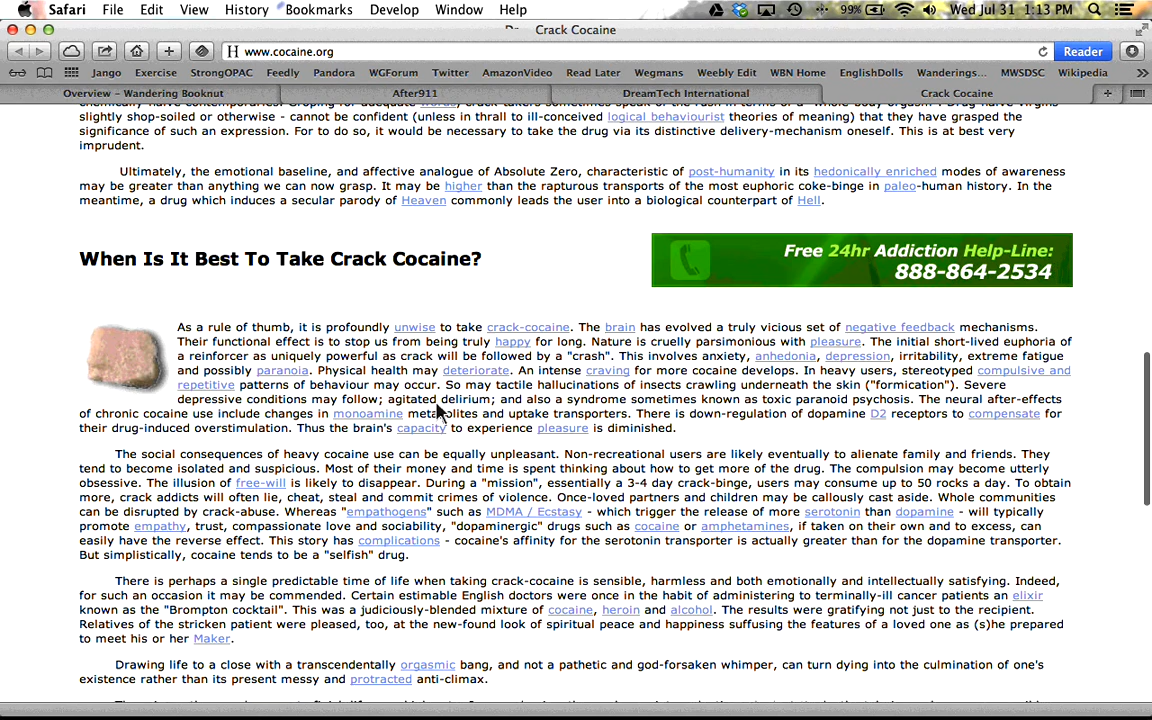 Safari File Edit View History Bookmarks Develop Window Help 99% Wed Jul 31 1:13 PM
Crack Cocaine
www.cocaine.org Reader
Jango Exercise StrongOPAC Feedly Pandora WGForum Twitter AmazonVideo Read Later Wegmans Weebly Edit WBN Home EnglishDolls Wanderings... MWSDSC Wikipedia
Overview – Wandering Booknut After911 DreamTech International Crack Cocaine
slightly shop-soiled or otherwise - cannot be confident (unless in thrall to ill-conceived logical behaviourist theories of meaning) that they have grasped the
significance of such an expression. For to do so, it would be necessary to take the drug via its distinctive delivery-mechanism oneself. This is at best very
imprudent.
Ultimately, the emotional baseline, and affective analogue of Absolute Zero, characteristic of post-humanity in its hedonically enriched modes of awareness
may be greater than anything we can now grasp. It may be higher than the rapturous transports of the most euphoric coke-binge in paleo-human history. In the
meantime, a drug which induces a secular parody of Heaven commonly leads the user into a biological counterpart of Hell.
When Is It Best To Take Crack Cocaine?
Free 24hr Addiction Help-Line:
888-864-2534
As a rule of thumb, it is profoundly unwise to take crack-cocaine. The brain has evolved a truly vicious set of negative feedback mechanisms.
Their functional effect is to stop us from being truly happy for long. Nature is cruelly parsimonious with pleasure. The initial short-lived euphoria of
a reinforcer as uniquely powerful as crack will be followed by a "crash". This involves anxiety, anhedonia, depression, irritability, extreme fatigue
and possibly paranoia. Physical health may deteriorate. An intense craving for more cocaine develops. In heavy users, stereotyped compulsive and
repetitive patterns of behaviour may occur. So may tactile hallucinations of insects crawling underneath the skin ("formication"). Severe
depressive conditions may follow; agitated delirium; and also a syndrome sometimes known as toxic paranoid psychosis. The neural after-effects
of chronic cocaine use include changes in monoamine metabolites and uptake transporters. There is down-regulation of dopamine D2 receptors to compensate for
their drug-induced overstimulation. Thus the brain's capacity to experience pleasure is diminished.
The social consequences of heavy cocaine use can be equally unpleasant. Non-recreational users are likely eventually to alienate family and friends. They
tend to become isolated and suspicious. Most of their money and time is spent thinking about how to get more of the drug. The compulsion may become utterly
obsessive. The illusion of free-will is likely to disappear. During a "mission", essentially a 3-4 day crack-binge, users may consume up to 50 rocks a day. To obtain
more, crack addicts will often lie, cheat, steal and commit crimes of violence. Once-loved partners and children may be callously cast aside. Whole communities
can be disrupted by crack-abuse. Whereas "empathogens" such as MDMA / Ecstasy - which trigger the release of more serotonin than dopamine - will typically
promote empathy, trust, compassionate love and sociability, "dopaminergic" drugs such as cocaine or amphetamines, if taken on their own and to excess, can
easily have the reverse effect. This story has complications - cocaine's affinity for the serotonin transporter is actually greater than for the dopamine transporter.
But simplistically, cocaine tends to be a "selfish" drug.
There is perhaps a single predictable time of life when taking crack-cocaine is sensible, harmless and both emotionally and intellectually satisfying. Indeed,
for such an occasion it may be commended. Certain estimable English doctors were once in the habit of administering to terminally-ill cancer patients an elixir
known as the "Brompton cocktail". This was a judiciously-blended mixture of cocaine, heroin and alcohol. The results were gratifying not just to the recipient.
Relatives of the stricken patient were pleased, too, at the new-found look of spiritual peace and happiness suffusing the features of a loved one as (s)he prepared
to meet his or her Maker.
Drawing life to a close with a transcendentally orgasmic bang, and not a pathetic and god-forsaken whimper, can turn dying into the culmination of one's
existence rather than its present messy and protracted anti-climax.